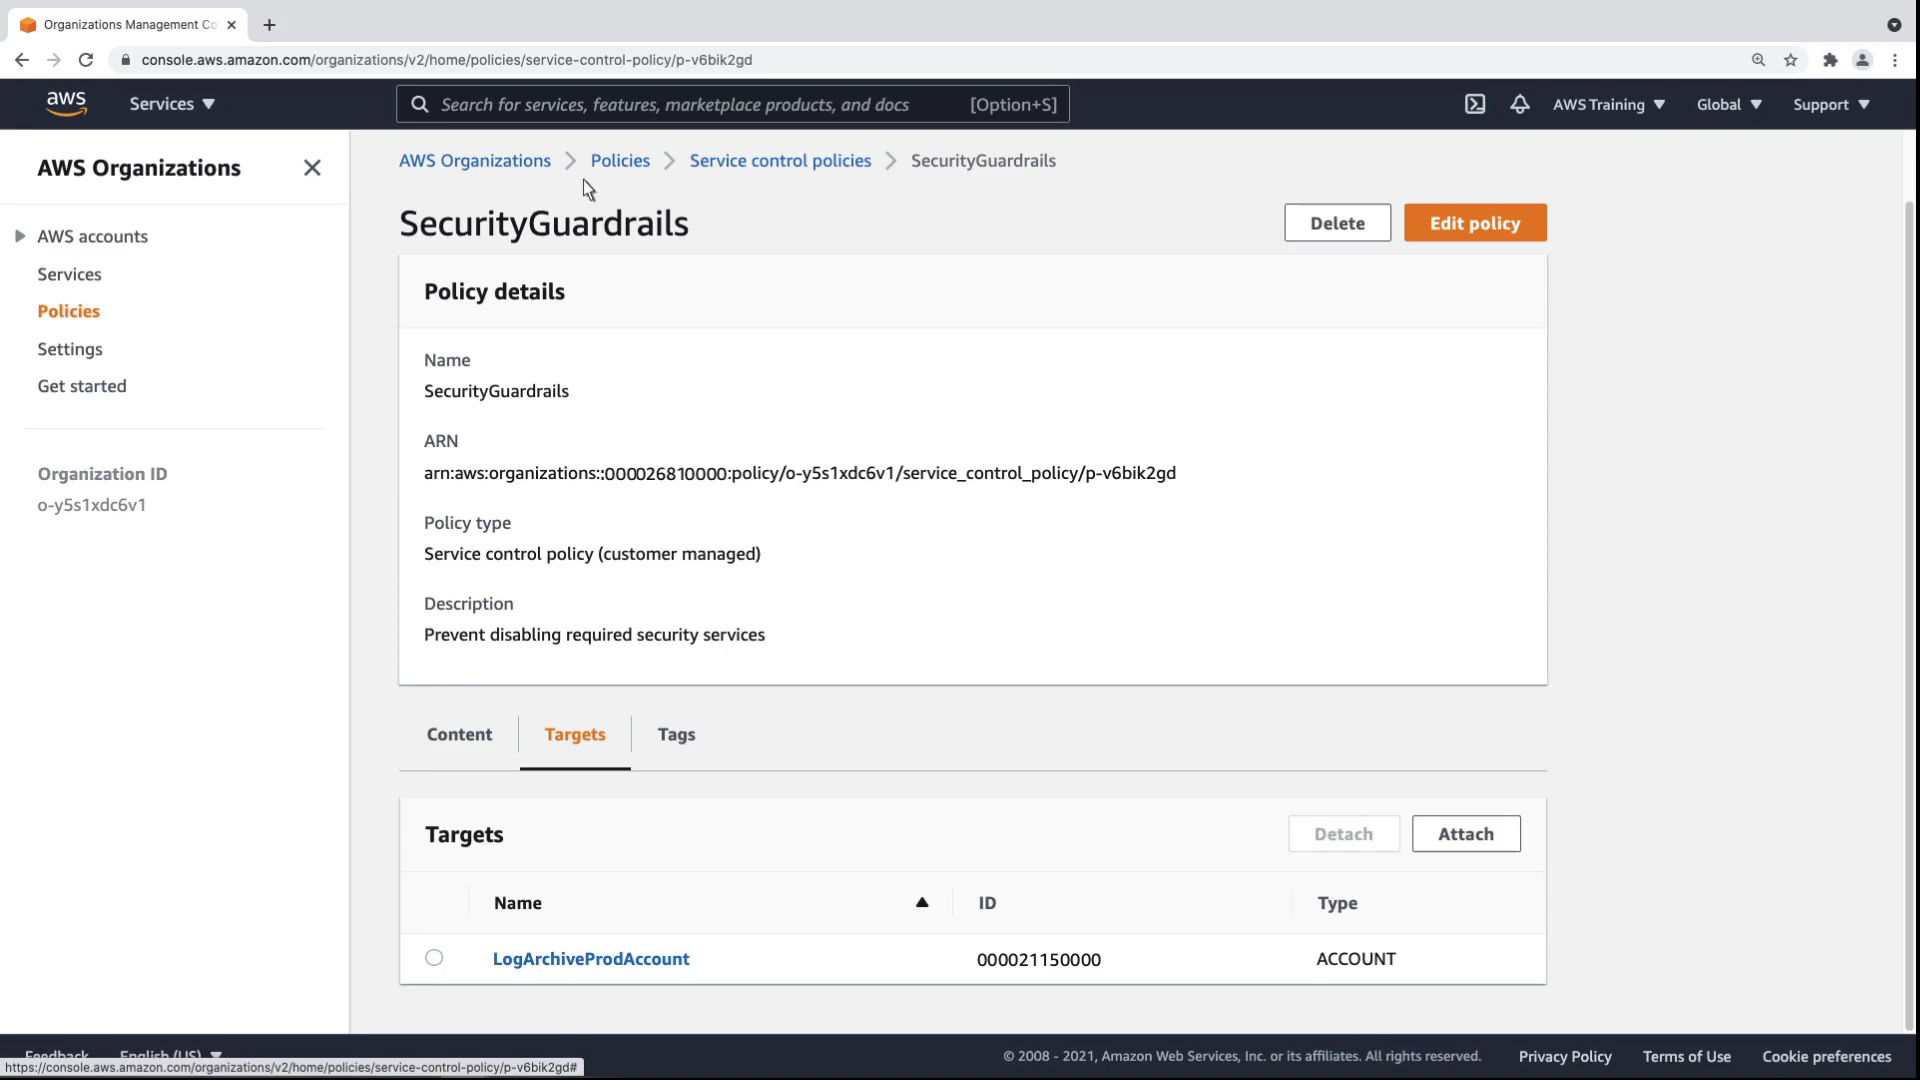 Organizations Management Co
console.aws.amazon.com/organizations/v2/home/policies/service-control-policy/p-v6bik2gd
aws
Services
Search for services, features, marketplace products, and docs
[Option+S]
AWS Training
Global
Support
AWS Organizations
AWS accounts
Services
Policies
Settings
Get started
Organization ID
o-y5s1xdc6v1
AWS Organizations
Policies
Service control policies
SecurityGuardrails
SecurityGuardrails
Delete
Edit policy
Policy details
Name
SecurityGuardrails
ARN
arn:aws:organizations::000026810000:policy/o-y5s1xdc6v1/service_control_policy/p-v6bik2gd
Policy type
Service control policy (customer managed)
Description
Prevent disabling required security services
Content
Targets
Tags
Targets
Detach
Attach
Name
ID
Type
LogArchiveProdAccount
000021150000
ACCOUNT
Feedback
English (US)
© 2008 - 2021, Amazon Web Services, Inc. or its affiliates. All rights reserved.
Privacy Policy
Terms of Use
Cookie preferences
https://console.aws.amazon.com/organizations/v2/home/policies/service-control-policy/p-v6bik2gd#